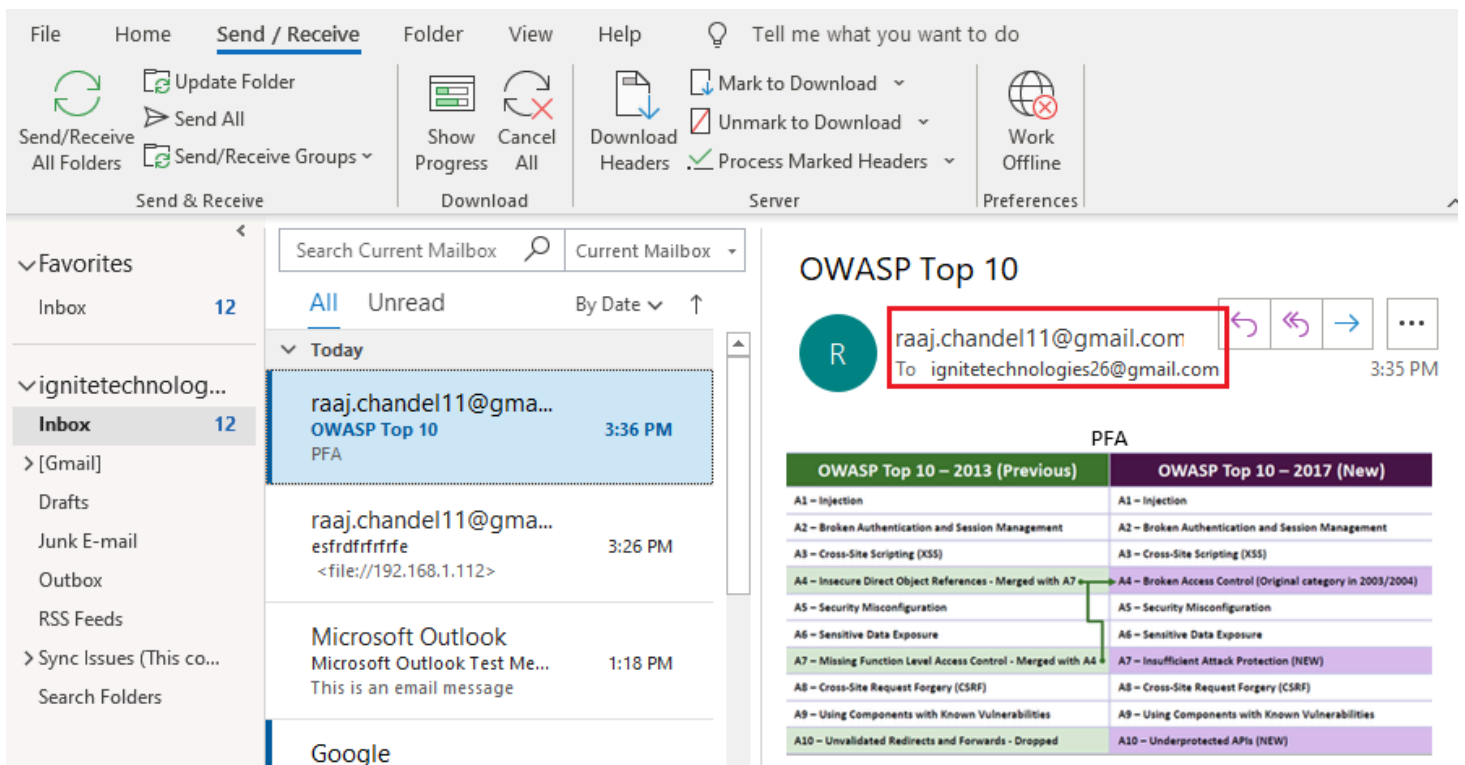 File Home Send / Receive Folder View Help Tell me what you want to do
Send/Receive
All Folders
Update Folder
Send All
Send/Receive Groups
Send & Receive
Show
Progress
Cancel
All
Download
Download
Headers
Mark to Download
Unmark to Download
Process Marked Headers
Server
Work
Offline
Preferences
Favorites
Inbox 12
ignitetechnolog...
Inbox 12
[Gmail]
Drafts
Junk E-mail
Outbox
RSS Feeds
Sync Issues (This co...
Search Folders
Search Current Mailbox Current Mailbox
All Unread By Date
Today
raaj.chandel11@gma...
OWASP Top 10 3:36 PM
PFA
raaj.chandel11@gma...
esfrdfrfrfrfe 3:26 PM
<file://192.168.1.112>
Microsoft Outlook
Microsoft Outlook Test Me... 1:18 PM
This is an email message
Google
OWASP Top 10
R
raaj.chandel11@gmail.com
To ignitetechnologies26@gmail.com 3:35 PM
PFA
OWASP Top 10 – 2013 (Previous) OWASP Top 10 – 2017 (New)
A1 – Injection A1 – Injection
A2 – Broken Authentication and Session Management A2 – Broken Authentication and Session Management
A3 – Cross-Site Scripting (XSS) A3 – Cross-Site Scripting (XSS)
A4 – Insecure Direct Object References - Merged with A7 A4 – Broken Access Control (Original category in 2003/2004)
A5 – Security Misconfiguration A5 – Security Misconfiguration
A6 – Sensitive Data Exposure A6 – Sensitive Data Exposure
A7 – Missing Function Level Access Control - Merged with A4 A7 – Insufficient Attack Protection (NEW)
A8 – Cross-Site Request Forgery (CSRF) A8 – Cross-Site Request Forgery (CSRF)
A9 – Using Components with Known Vulnerabilities A9 – Using Components with Known Vulnerabilities
A10 – Unvalidated Redirects and Forwards - Dropped A10 – Underprotected APIs (NEW)